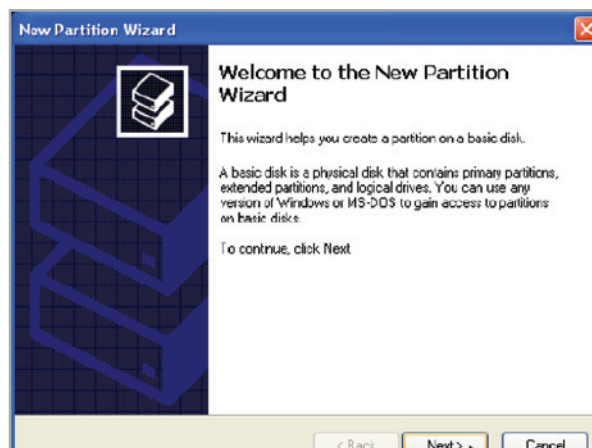 New Partition Wizard
Welcome to the New Partition
Wizard
This wizard helps you create a partition on a basic disk.
A basic disk is a physical disk that contains primary partitions,
extended partitions, and logical drives. You can use any
version of Windows or MS-DOS to gain access to partitions
on basic disks.
To continue, click Next
< Back
Next >
Cancel